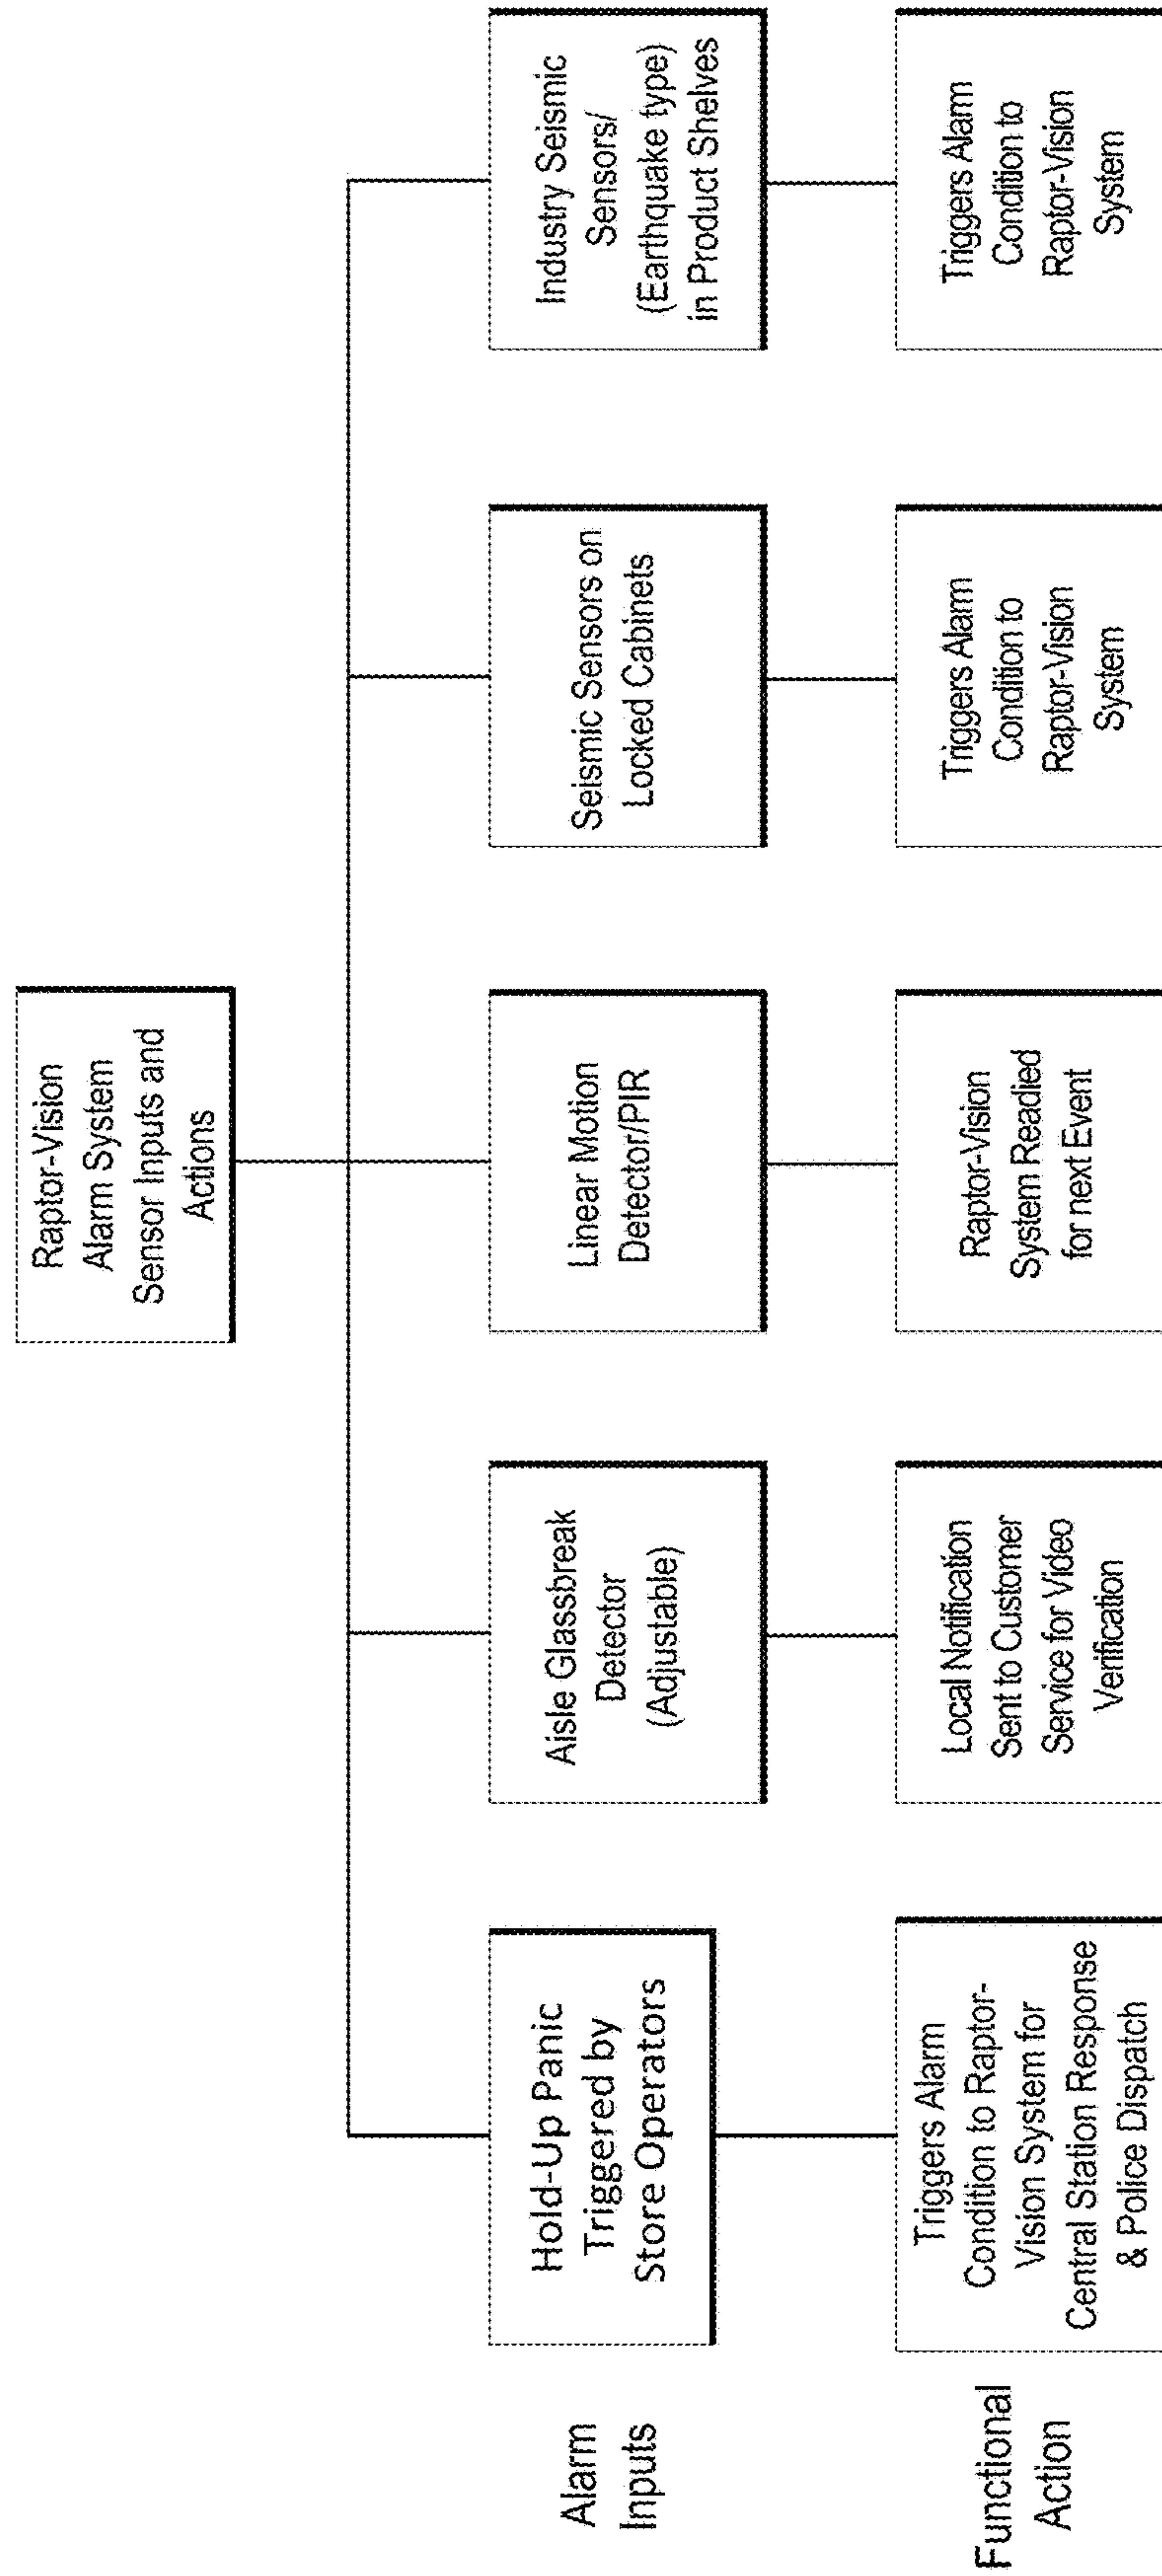 Raptor-Vision
Alarm System
Sensor Inputs and
Actions
Alarm
Inputs
Hold-Up Panic
Triggered by
Store Operators
Aisle Glassbreak
Detector
(Adjustable)
Linear Motion
Detector/PIR
Seismic Sensors on
Locked Cabinets
Industry Seismic
Sensors/
(Earthquake type)
in Product Shelves
Functional
Action
Triggers Alarm
Condition to Raptor-
Vision System for
Central Station Response
& Police Dispatch
Local Notification
Sent to Customer
Service for Video
Verification
Raptor-Vision
System Readied
for next Event
Triggers Alarm
Condition to
Raptor-Vision
System
Triggers Alarm
Condition to
Raptor-Vision
System